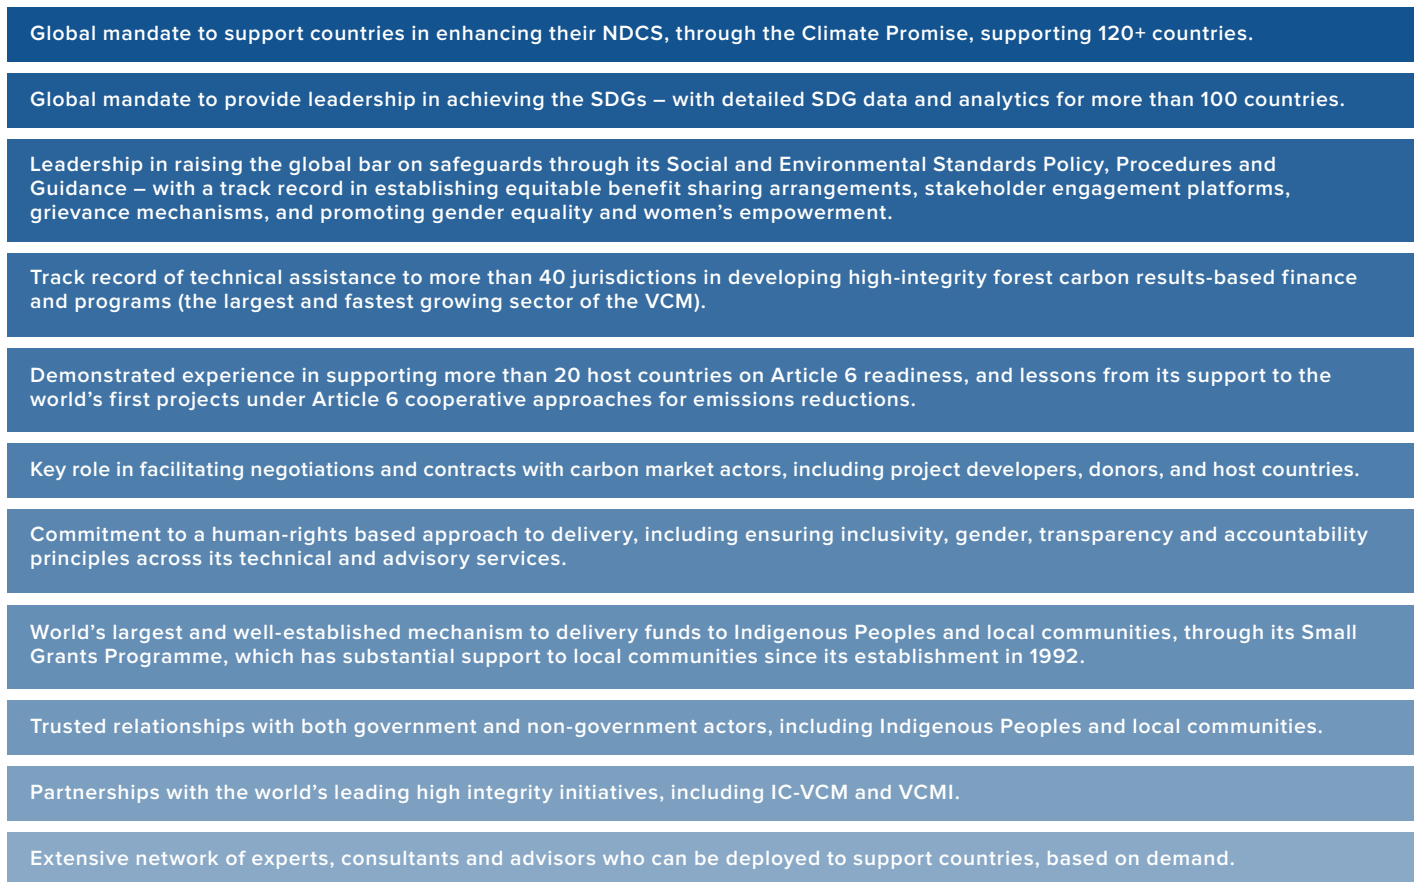 Global mandate to support countries in enhancing their NDCS, through the Climate Promise, supporting 120+ countries.
Global mandate to provide leadership in achieving the SDGs – with detailed SDG data and analytics for more than 100 countries.
Leadership in raising the global bar on safeguards through its Social and Environmental Standards Policy, Procedures and
Guidance – with a track record in establishing equitable benefit sharing arrangements, stakeholder engagement platforms,
grievance mechanisms, and promoting gender equality and women’s empowerment.
Track record of technical assistance to more than 40 jurisdictions in developing high-integrity forest carbon results-based finance
and programs (the largest and fastest growing sector of the VCM).
Demonstrated experience in supporting more than 20 host countries on Article 6 readiness, and lessons from its support to the
world’s first projects under Article 6 cooperative approaches for emissions reductions.
Key role in facilitating negotiations and contracts with carbon market actors, including project developers, donors, and host countries.
Commitment to a human-rights based approach to delivery, including ensuring inclusivity, gender, transparency and accountability
principles across its technical and advisory services.
World’s largest and well-established mechanism to delivery funds to Indigenous Peoples and local communities, through its Small
Grants Programme, which has substantial support to local communities since its establishment in 1992.
Trusted relationships with both government and non-government actors, including Indigenous Peoples and local communities.
Partnerships with the world’s leading high integrity initiatives, including IC-VCM and VCMI.
Extensive network of experts, consultants and advisors who can be deployed to support countries, based on demand.